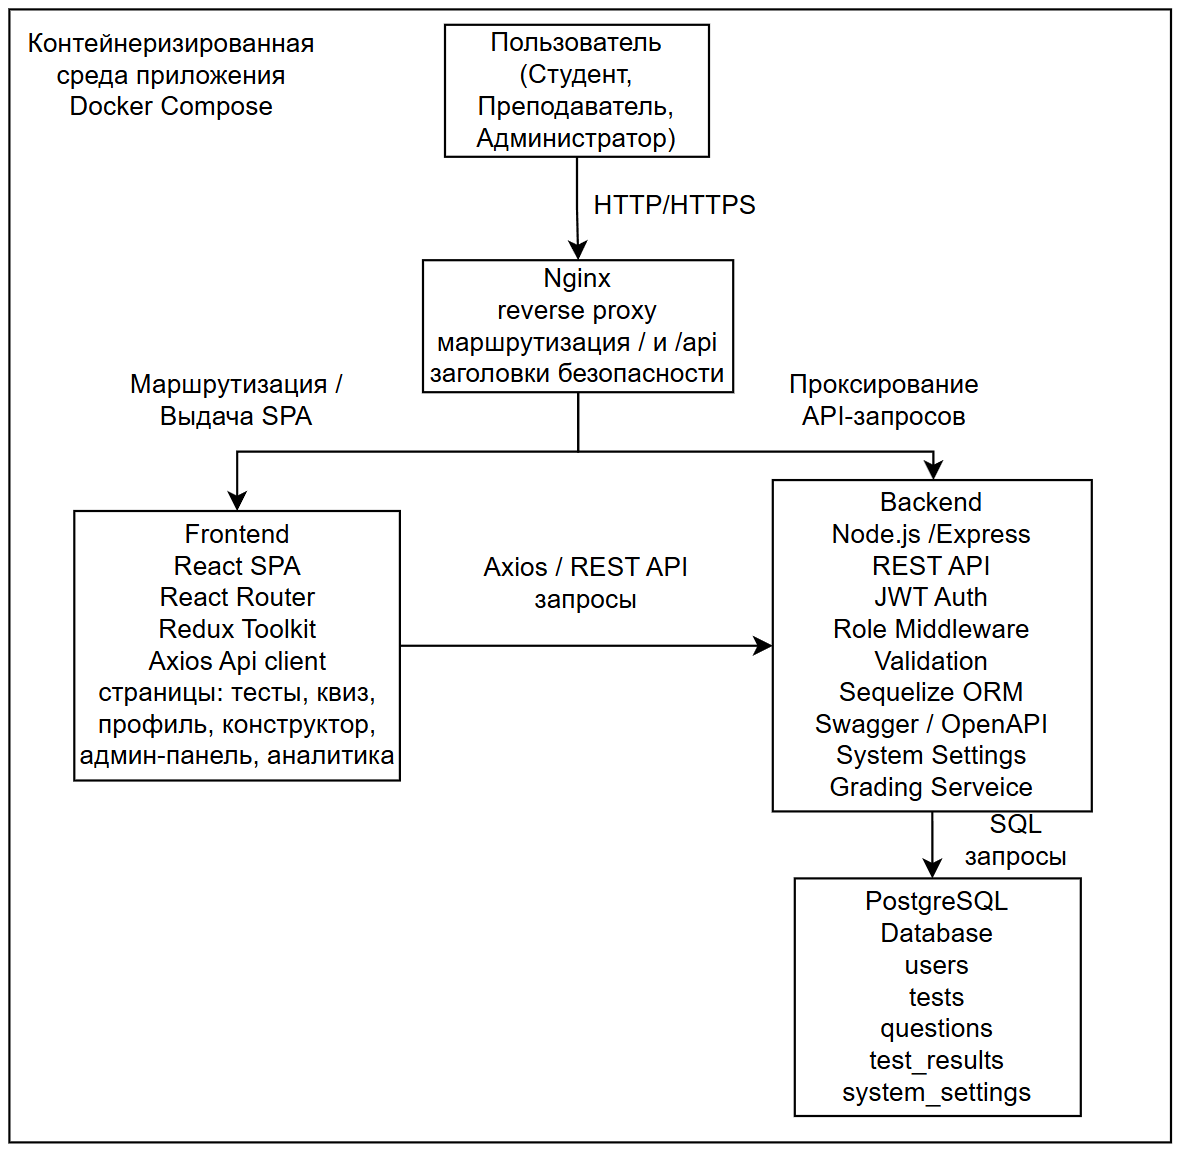 Контейнеризированная
среда приложения
Docker Compose
Пользователь
(Студент,
Преподаватель,
Администратор)
HTTP/HTTPS
Nginx
reverse proxy
маршрутизация / и /api
заголовки безопасности
Маршрутизация /
Выдача SPA
Проксирование
API-запросов
Frontend
React SPA
React Router
Redux Toolkit
Axios Api client
страницы: тесты, квиз,
профиль, конструктор,
админ-панель, аналитика
Axios / REST API
запросы
Backend
Node.js /Express
REST API
JWT Auth
Role Middleware
Validation
Sequelize ORM
Swagger / OpenAPI
System Settings
Grading Serveice
SQL
запросы
PostgreSQL
Database
users
tests
questions
test_results
system_settings